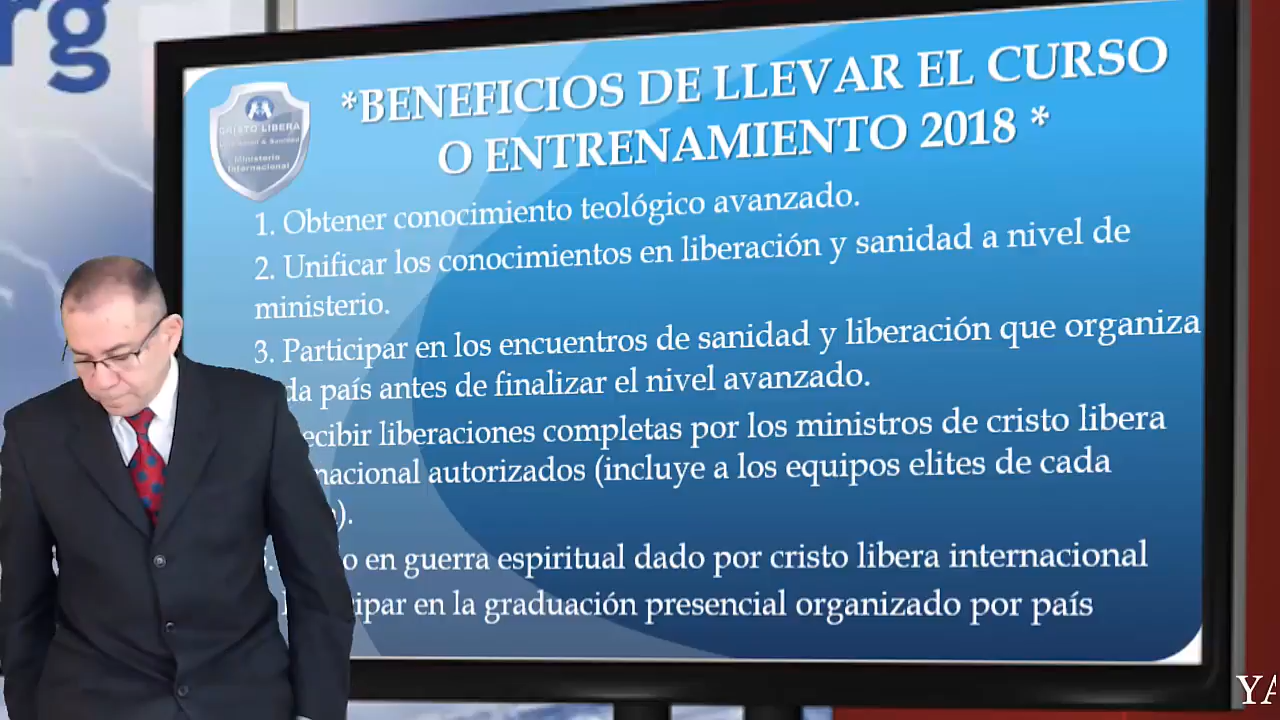 rg
CRISTO LIBERA
Ministerio
Internacional
*BENEFICIOS DE LLEVAR EL CURSO
O ENTRENAMIENTO 2018 *
1. Obtener conocimiento teológico avanzado.
2. Unificar los conocimientos en liberación y sanidad a nivel de
ministerio.
3. Participar en los encuentros de sanidad y liberación que organiza
da país antes de finalizar el nivel avanzado.
ecibir liberaciones completas por los ministros de cristo libera
nacional autorizados (incluye a los equipos elites de cada
).
o en guerra espiritual dado por cristo libera internacional
ipar en la graduación presencial organizado por país
YA